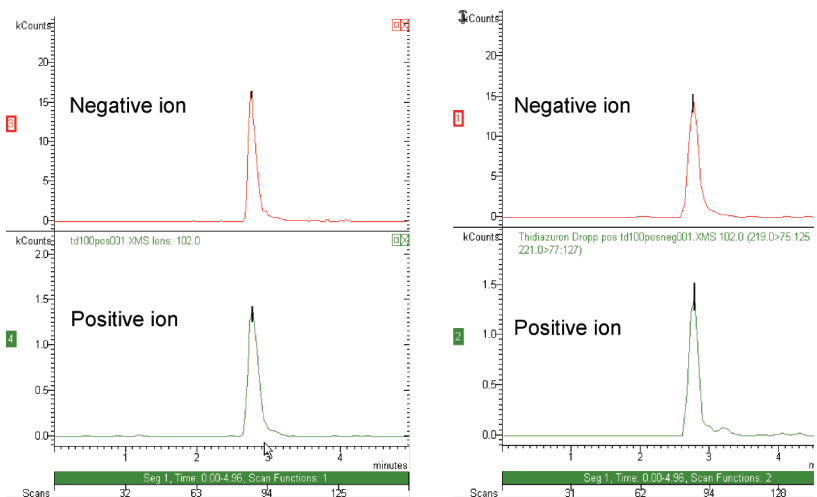 kCounts
20
15
10
5
0
Negative ion
3
kCounts
td100pos001.XMS Ions: 102.0
2.0
1.5
1.0
0.5
0.0
Positive ion
4
1
2
3
4
minutes
Seg 1, Time: 0.00-4.96, Scan Functions: 1
Scans
32
63
94
125
kCounts
20
15
10
5
0
Negative ion
1
kCounts
Thidiazuron Dropp pos td100posneg001.XMS 102.0 (219.0>75:125
221.0>77:127)
1.5
1.0
0.5
0.0
Positive ion
2
1
2
3
4
Seg 1, Time: 0.00-4.96, Scan Functions: 2
Scans
31
62
94
128